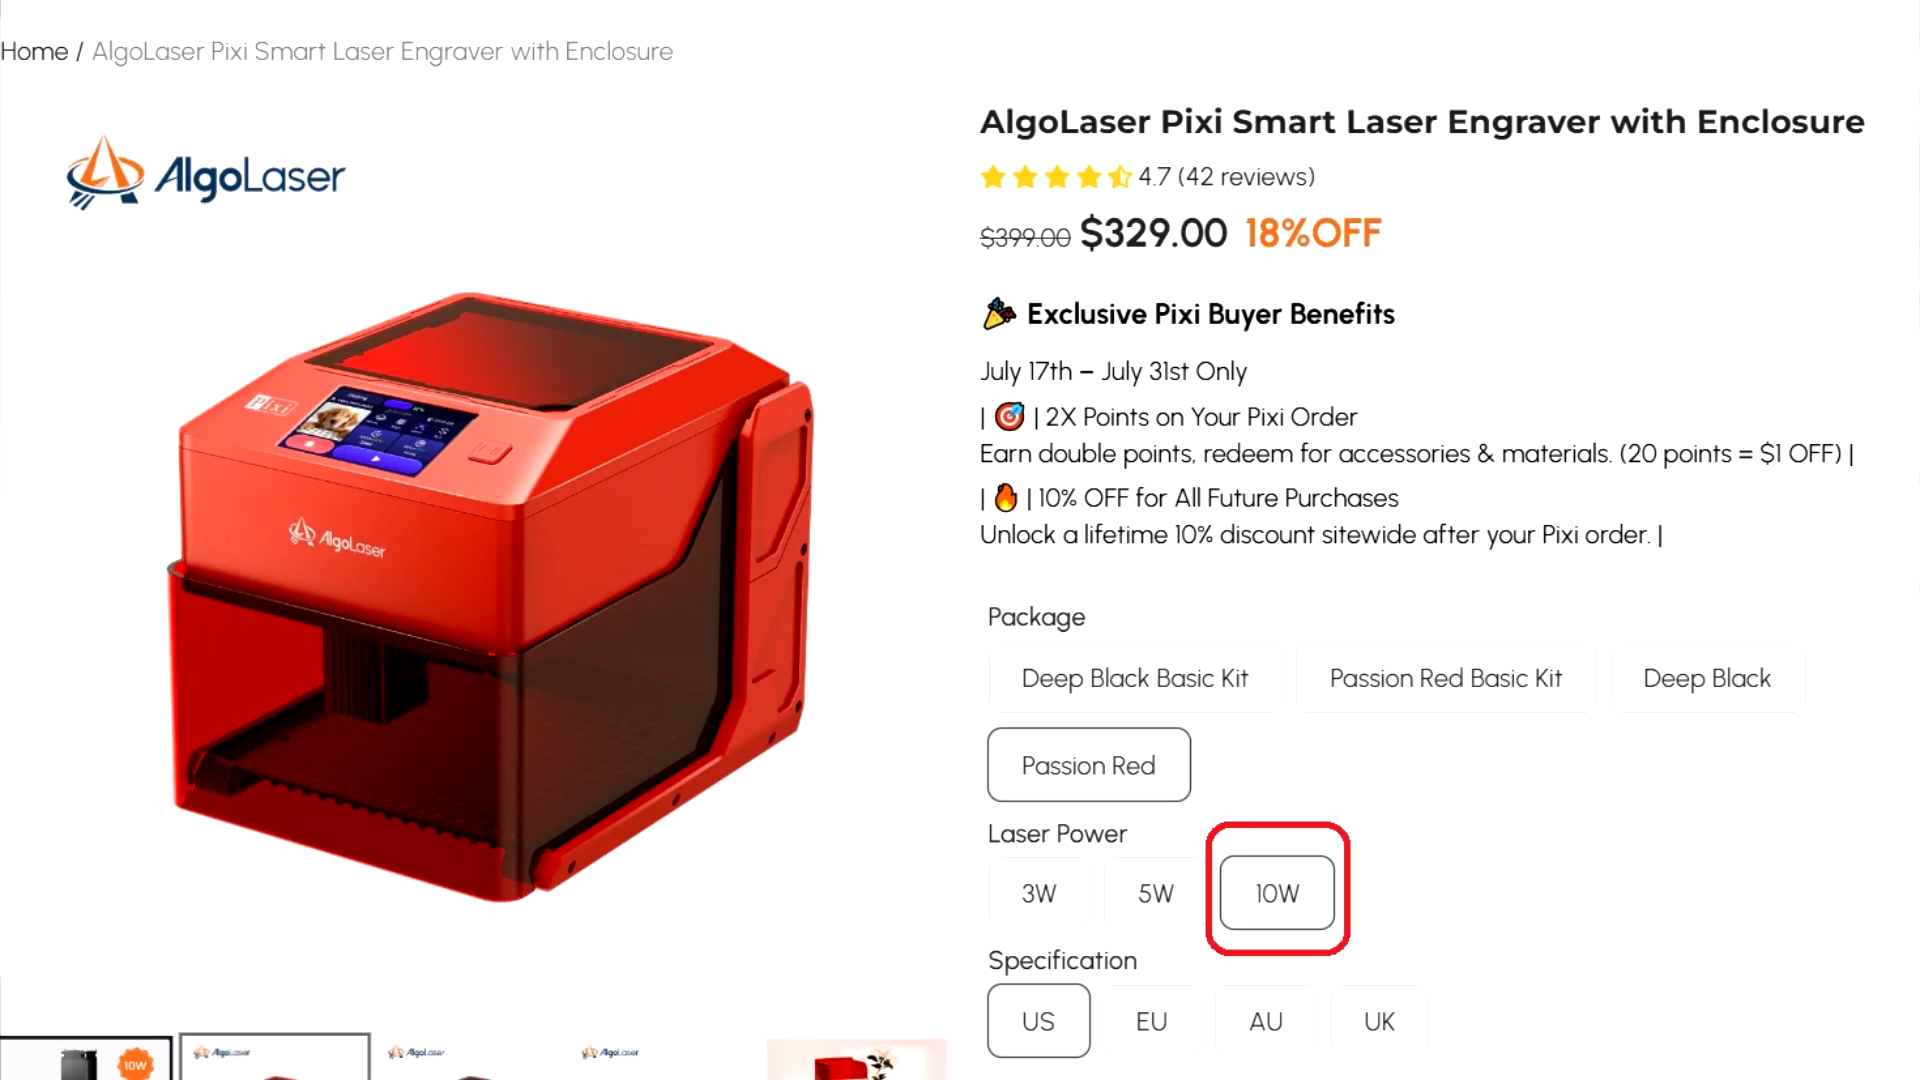 Home / AlgoLaser Pixi Smart Laser Engraver with Enclosure
AlgoLaser
Pixi
AlgoLaser
AlgoLaser Pixi Smart Laser Engraver with Enclosure
4.7 (42 reviews)
$399.00 $329.00 18%OFF
Exclusive Pixi Buyer Benefits
July 17th – July 31st Only
| | 2X Points on Your Pixi Order
Earn double points, redeem for accessories & materials. (20 points = $1 OFF) |
| | 10% OFF for All Future Purchases
Unlock a lifetime 10% discount sitewide after your Pixi order. |
Package
Deep Black Basic Kit
Passion Red Basic Kit
Deep Black
Passion Red
Laser Power
3W
5W
10W
Specification
US
EU
AU
UK
10W
AlgoLaser
AlgoLaser
AlgoLaser